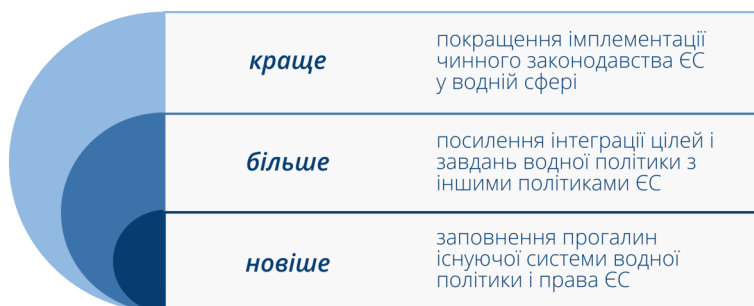 краще
покращення імплементації
чинного законодавства ЄС
у водній сфері
більше
посилення інтеграції цілей і
завдань водної політики з
іншими політиками ЄС
новіше
заповнення прогалин
існуючої системи водної
політики і права ЄС